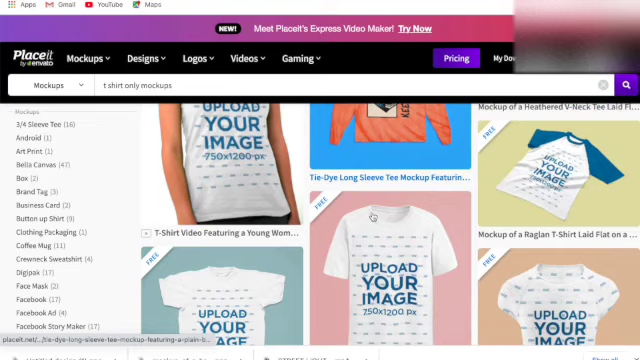 Apps Gmail YouTube Maps
NEW! Meet Placeit's Express Video Maker! Try Now
Placeit
by envato
Mockups Designs Logos Videos Gaming Pricing My Dow
Mockups t shirt only mockups
Mockups
3/4 Sleeve Tee (16)
Android (1)
Art Print (1)
Bella Canvas (47)
Box (2)
Brand Tag (3)
Business Card (2)
Button up Shirt (9)
Clothing Packaging (1)
Coffee Mug (11)
Crewneck Sweatshirt (4)
Digipak (17)
Face Mask (2)
Facebook (17)
Facebook Ad (4)
Facebook Story Maker (17)
UPLOAD
YOUR
IMAGE
750x1200 px
T-Shirt Video Featuring a Young Wom...
FREE
UPLOAD
YOUR
IMAGE
Tie-Dye Long Sleeve Tee Mockup Featurin...
FREE
UPLOAD
YOUR
IMAGE
750x1200 px
Mockup of a Heathered V-Neck Tee Laid Fl...
FREE
UPLOAD
YOUR
IMAGE
Mockup of a Raglan T-Shirt Laid Flat on a ...
FREE
UPLOAD
YOUR
IMAGE
placeit.net/.../tie-dye-long-sleeve-tee-mockup-featuring-a-plain-b...
Show all